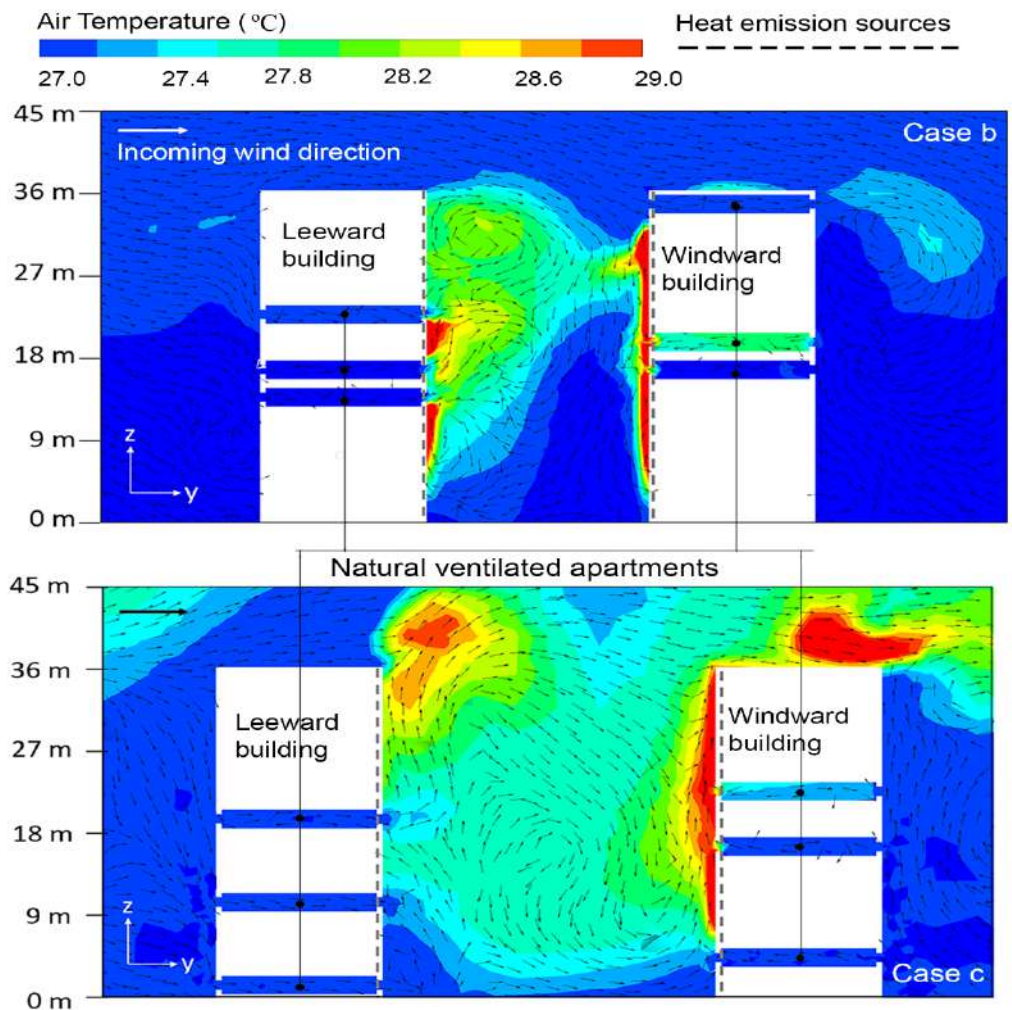 Air Temperature (℃)
Heat emission sources
27.0 27.4 27.8 28.2 28.6 29.0
45 m
Case b
Incoming wind direction
36 m
Leeward
building
Windward
building
27 m
18 m
9 m
z
y
0 m
Natural ventilated apartments
45 m
36 m
Leeward
building
Windward
building
27 m
18 m
9 m
z
y
Case c
0 m